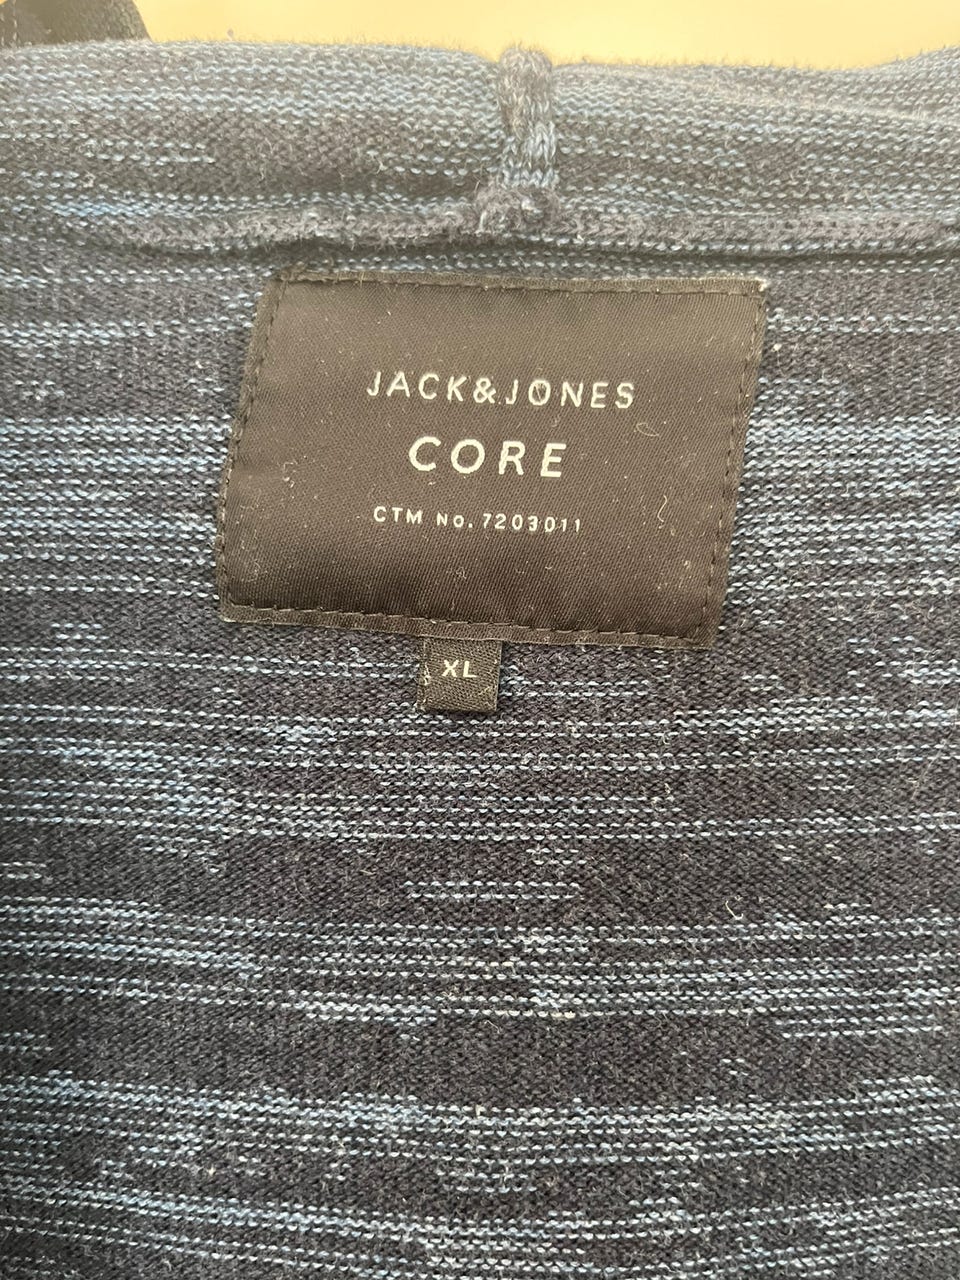 JACK&JONES
CORE
CTM No. 7203011
XL